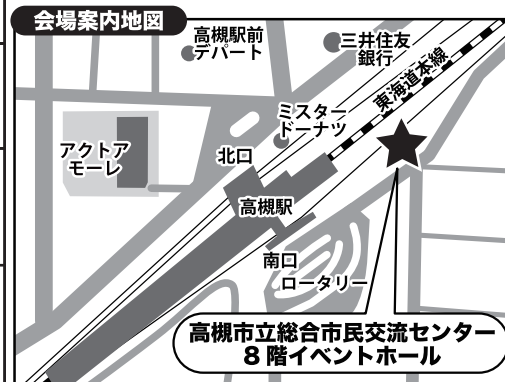 会場案内地図
高槻駅前
デパート
三井住友
銀行
東海道本線
ミスター
ドーナツ
アクトア
モーレ
北口
高槻駅
南口
ロータリー
高槻市立総合市民交流センター
8階イベントホール